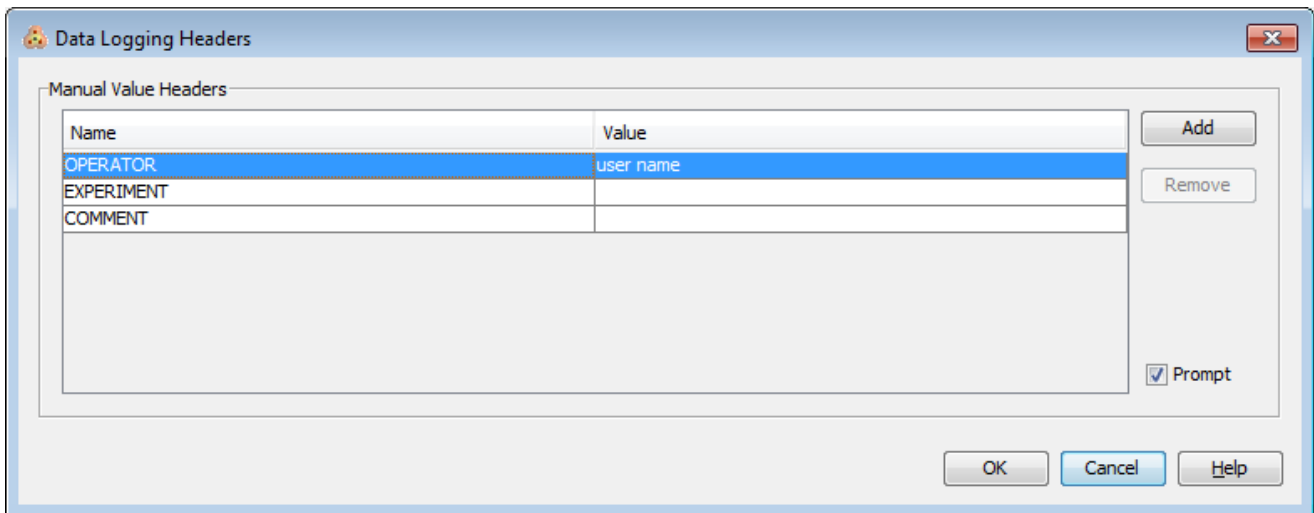 Data Logging Headers
Manual Value Headers
Name Value
Add
OPERATOR user name
Remove
EXPERIMENT
COMMENT
Prompt
OK Cancel Help